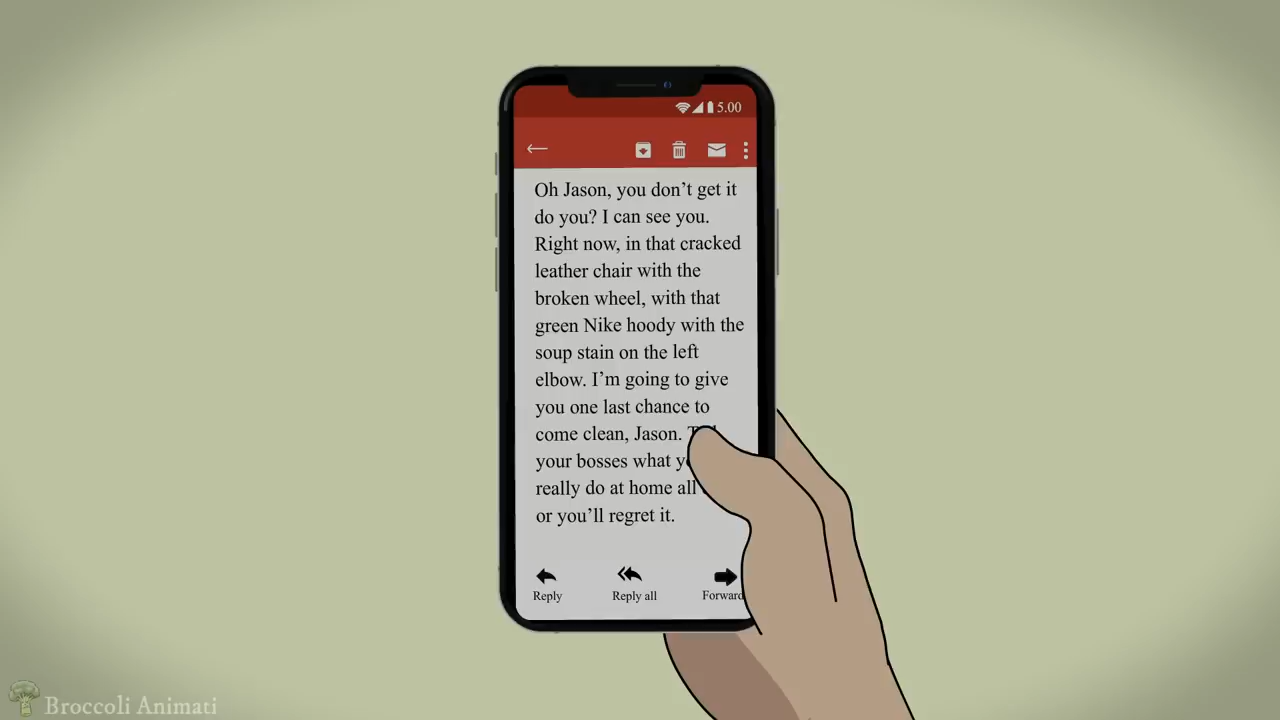 5.00
Oh Jason, you don't get it
do you? I can see you.
Right now, in that cracked
leather chair with the
broken wheel, with that
green Nike hoody with the
soup stain on the left
elbow. I'm going to give
you one last chance to
come clean, Jason.
your bosses what
really do at home all
or you'll regret it.
Reply Reply all Forward
Broccoli Animati